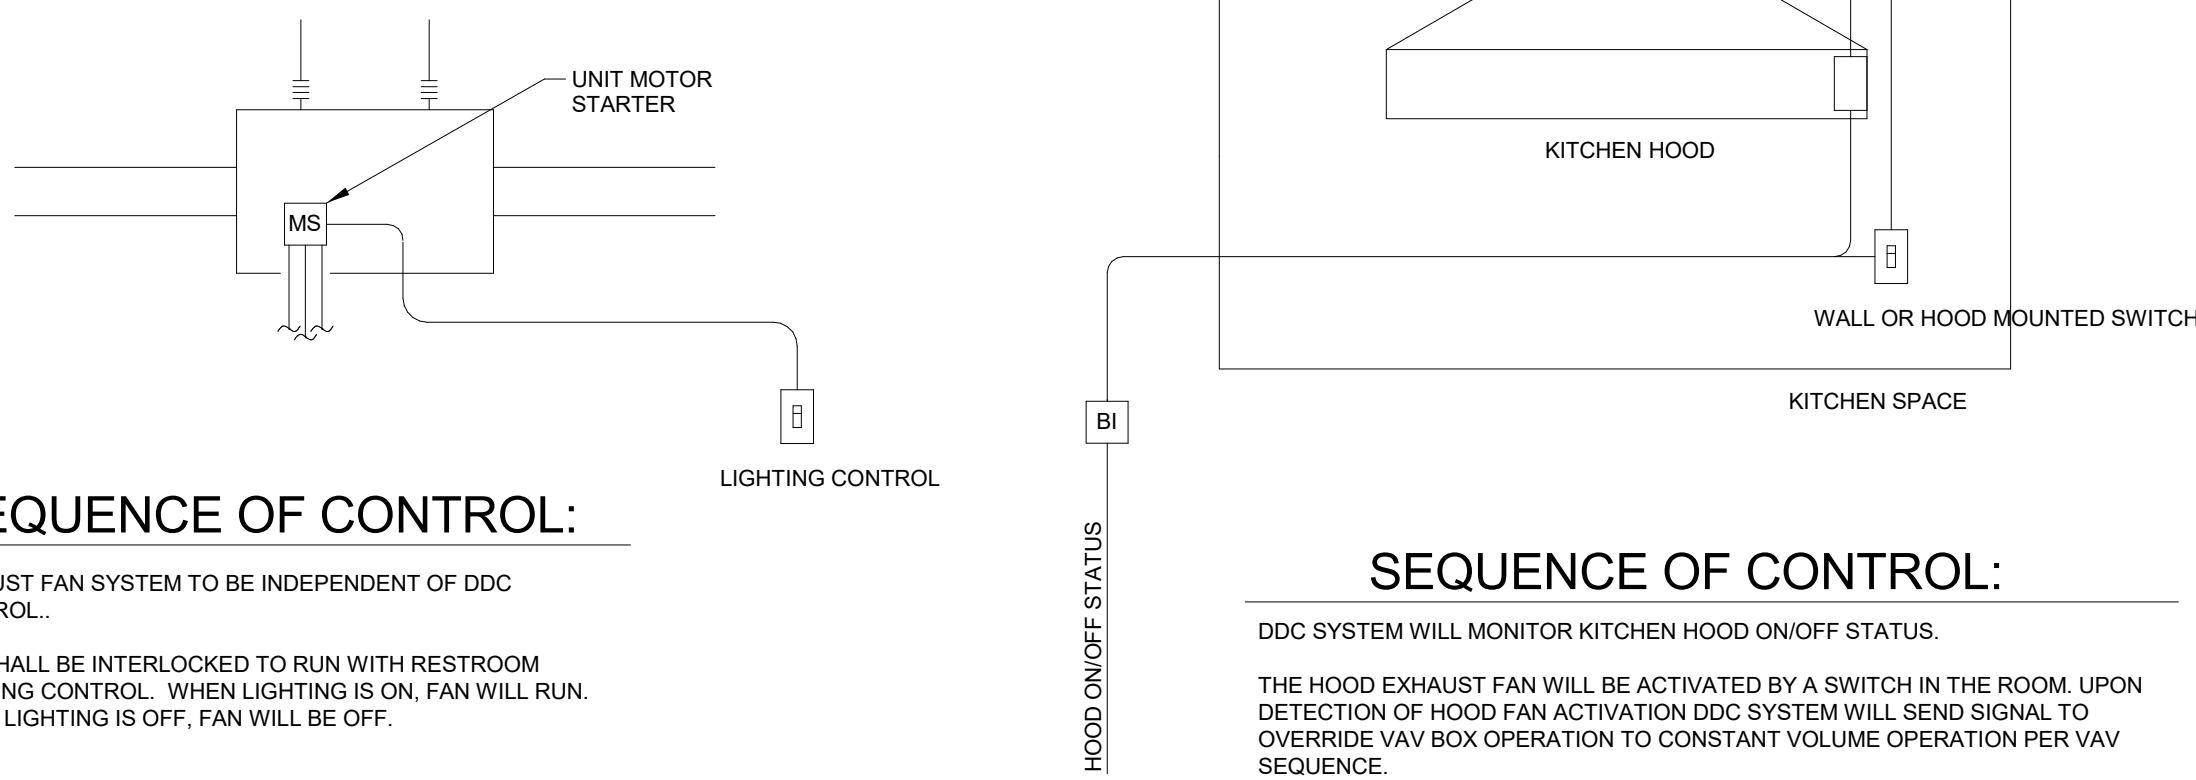 UNIT MOTOR
STARTER
MS
LIGHTING CONTROL
EQUENCE OF CONTROL:
UST FAN SYSTEM TO BE INDEPENDENT OF DDC
ROL..
HALL BE INTERLOCKED TO RUN WITH RESTROOM
ING CONTROL. WHEN LIGHTING IS ON, FAN WILL RUN.
LIGHTING IS OFF, FAN WILL BE OFF.
KITCHEN HOOD
WALL OR HOOD MOUNTED SWITCH
KITCHEN SPACE
BI
HOOD ON/OFF STATUS
SEQUENCE OF CONTROL:
DDC SYSTEM WILL MONITOR KITCHEN HOOD ON/OFF STATUS.
THE HOOD EXHAUST FAN WILL BE ACTIVATED BY A SWITCH IN THE ROOM. UPON
DETECTION OF HOOD FAN ACTIVATION DDC SYSTEM WILL SEND SIGNAL TO
OVERRIDE VAV BOX OPERATION TO CONSTANT VOLUME OPERATION PER VAV
SEQUENCE.